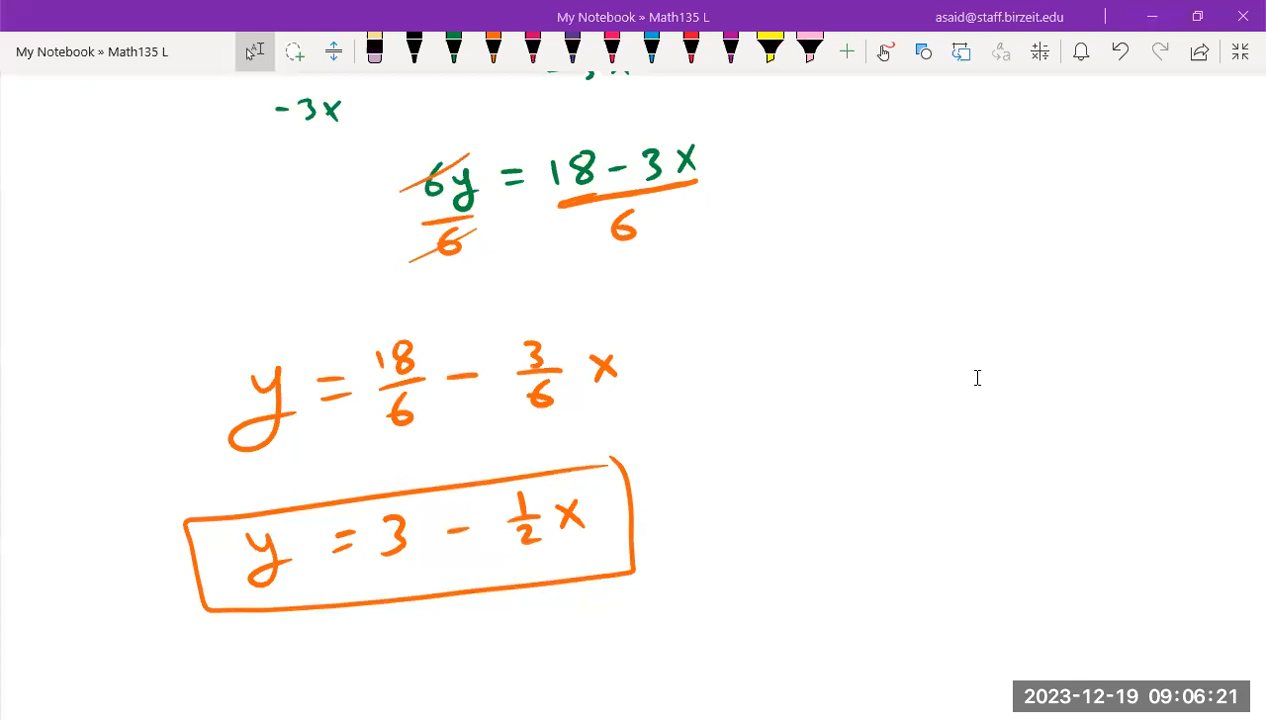 My Notebook » Math135 L
asaid@staff.birzeit.edu
My Notebook » Math135 L
- 3x
6y = 18 - 3x
6 6
y = 18/6 - 3/6 x
y = 3 - 1/2 x
2023-12-19 09:06:21